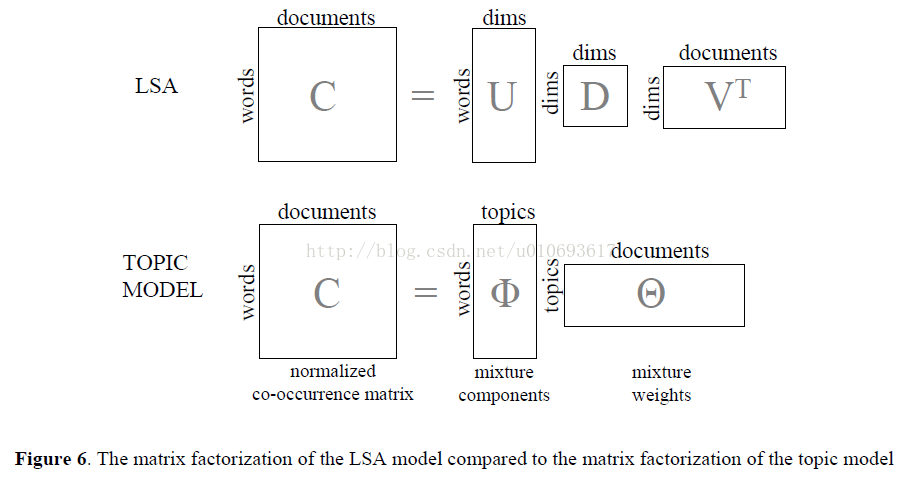 documents
dims
dims
documents
LSA
words
C
=
words
U
dims
D
dims
V^T
documents
topics
http://blog.csdn.net/u010693617
documents
TOPIC
MODEL
words
C
=
words
Φ
topics
Θ
normalized
co-occurrence matrix
mixture
components
mixture
weights
Figure 6. The matrix factorization of the LSA model compared to the matrix factorization of the topic model